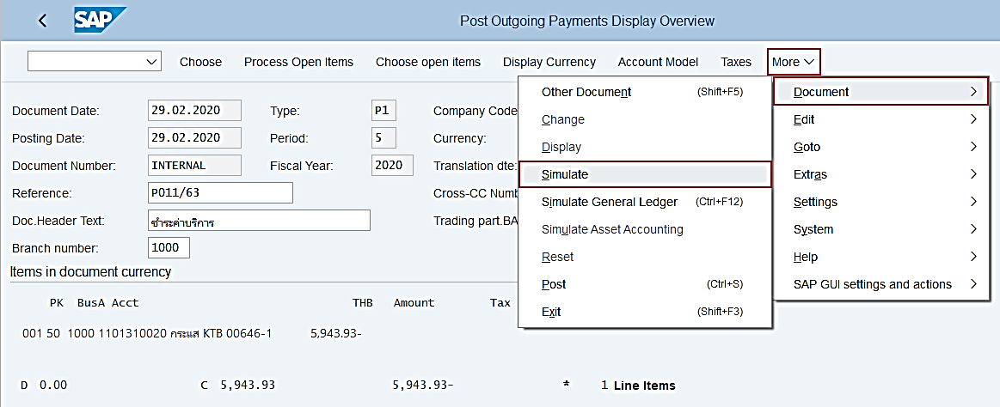 SAP Post Outgoing Payments Display Overview
Choose Process Open Items Choose open items Display Currency Account Model Taxes More
Document Date: 29.02.2020 Type: P1 Company Code
Posting Date: 29.02.2020 Period: 5 Currency:
Document Number: INTERNAL Fiscal Year: 2020 Translation dte:
Reference: P011/63 Cross-CC Numb
Doc.Header Text: ชำระค่าบริการ Trading part.BA
Branch number: 1000
Items in document currency
PK BusA Acct THB Amount Tax
001 50 1000 1101310020 กระแส KTB 00646-1 5,943.93-
D 0.00 C 5,943.93 5,943.93- * 1 Line Items
Other Document (Shift+F5)
Change
Display
Simulate
Simulate General Ledger (Ctrl+F12)
Simulate Asset Accounting
Reset
Post (Ctrl+S)
Exit (Shift+F3)
Document
Edit
Goto
Extras
Settings
System
Help
SAP GUI settings and actions